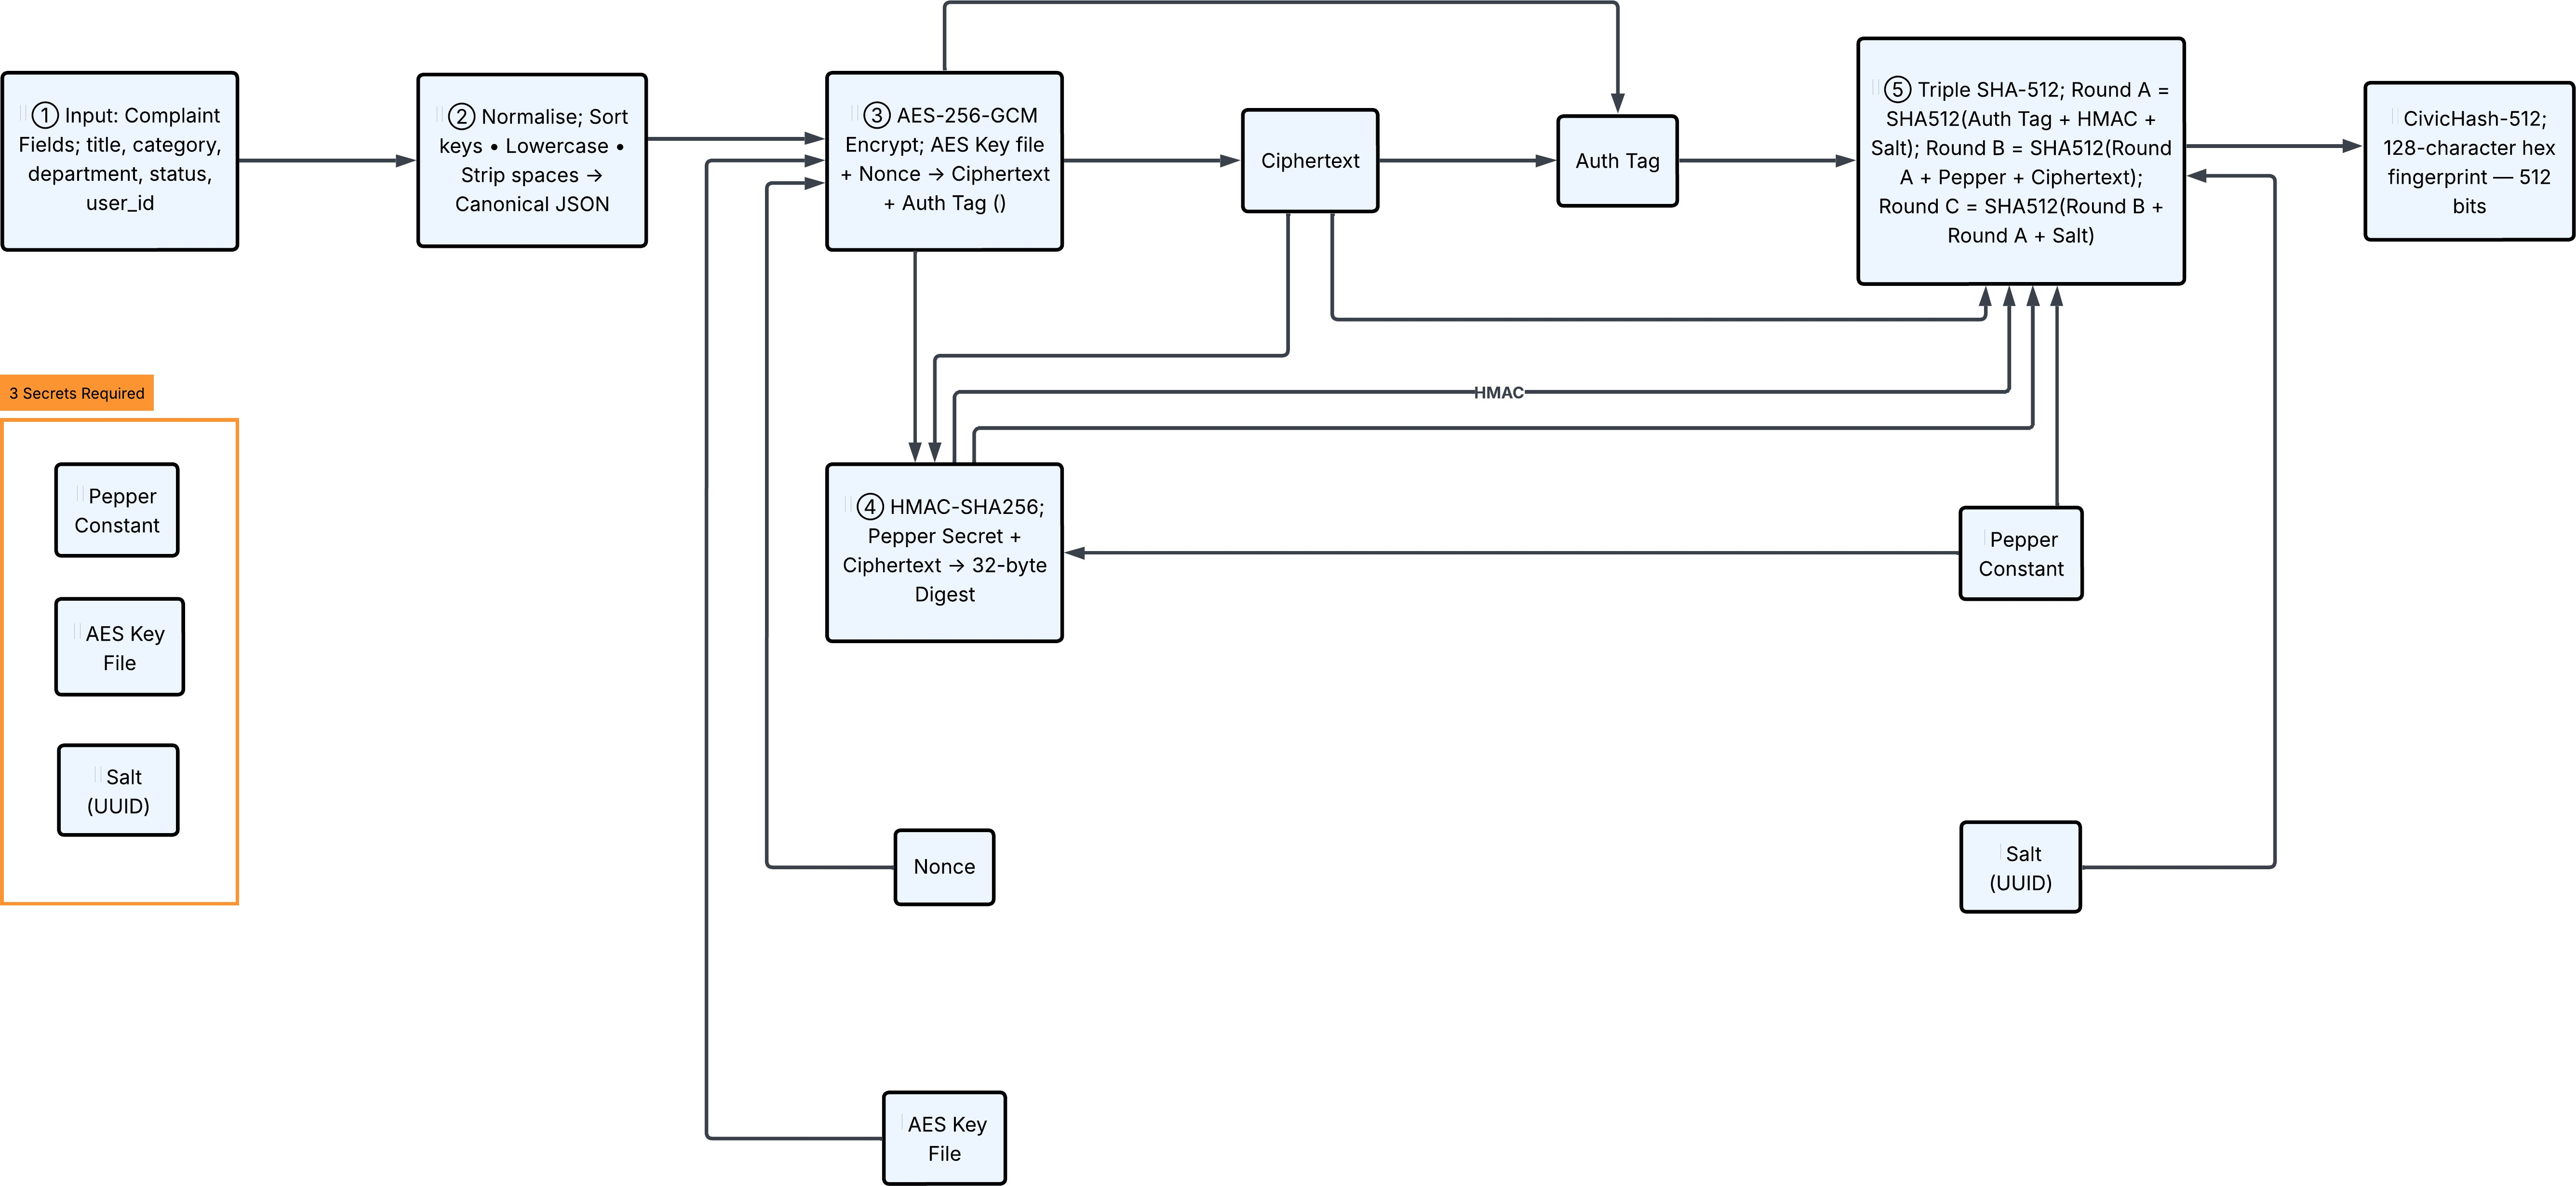 ① Input: Complaint
Fields; title, category,
department, status,
user_id
② Normalise; Sort
keys • Lowercase •
Strip spaces →
Canonical JSON
③ AES-256-GCM
Encrypt; AES Key file
+ Nonce → Ciphertext
+ Auth Tag ()
Ciphertext
Auth Tag
⑤ Triple SHA-512; Round A =
SHA512(Auth Tag + HMAC +
Salt); Round B = SHA512(Round
A + Pepper + Ciphertext);
Round C = SHA512(Round B +
Round A + Salt)
CivicHash-512;
128-character hex
fingerprint — 512
bits
3 Secrets Required
Pepper
Constant
AES Key
File
Salt
(UUID)
HMAC
④ HMAC-SHA256;
Pepper Secret +
Ciphertext → 32-byte
Digest
Pepper
Constant
Nonce
Salt
(UUID)
AES Key
File